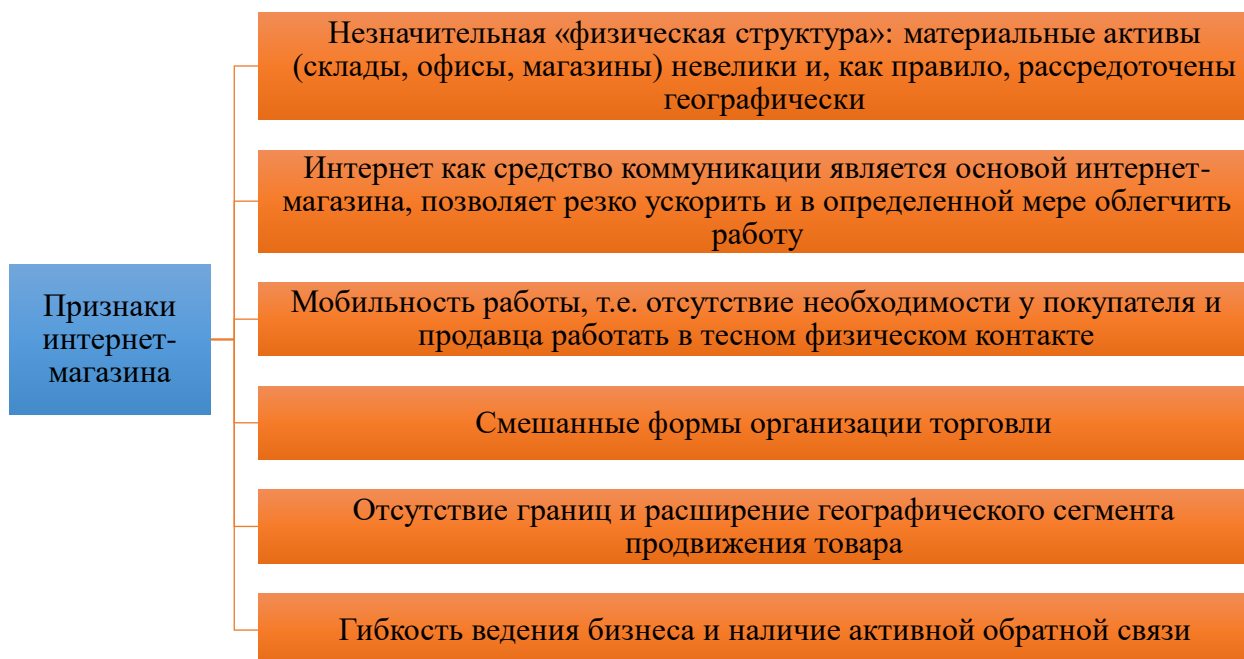 Незначительная «физическая структура»: материальные активы
(склады, офисы, магазины) невелики и, как правило, рассредоточены
географически
Интернет как средство коммуникации является основой интернет-
магазина, позволяет резко ускорить и в определенной мере облегчить
работу
Признаки
интернет-
магазина
Мобильность работы, т.е. отсутствие необходимости у покупателя и
продавца работать в тесном физическом контакте
Смешанные формы организации торговли
Отсутствие границ и расширение географического сегмента
продвижения товара
Гибкость ведения бизнеса и наличие активной обратной связи